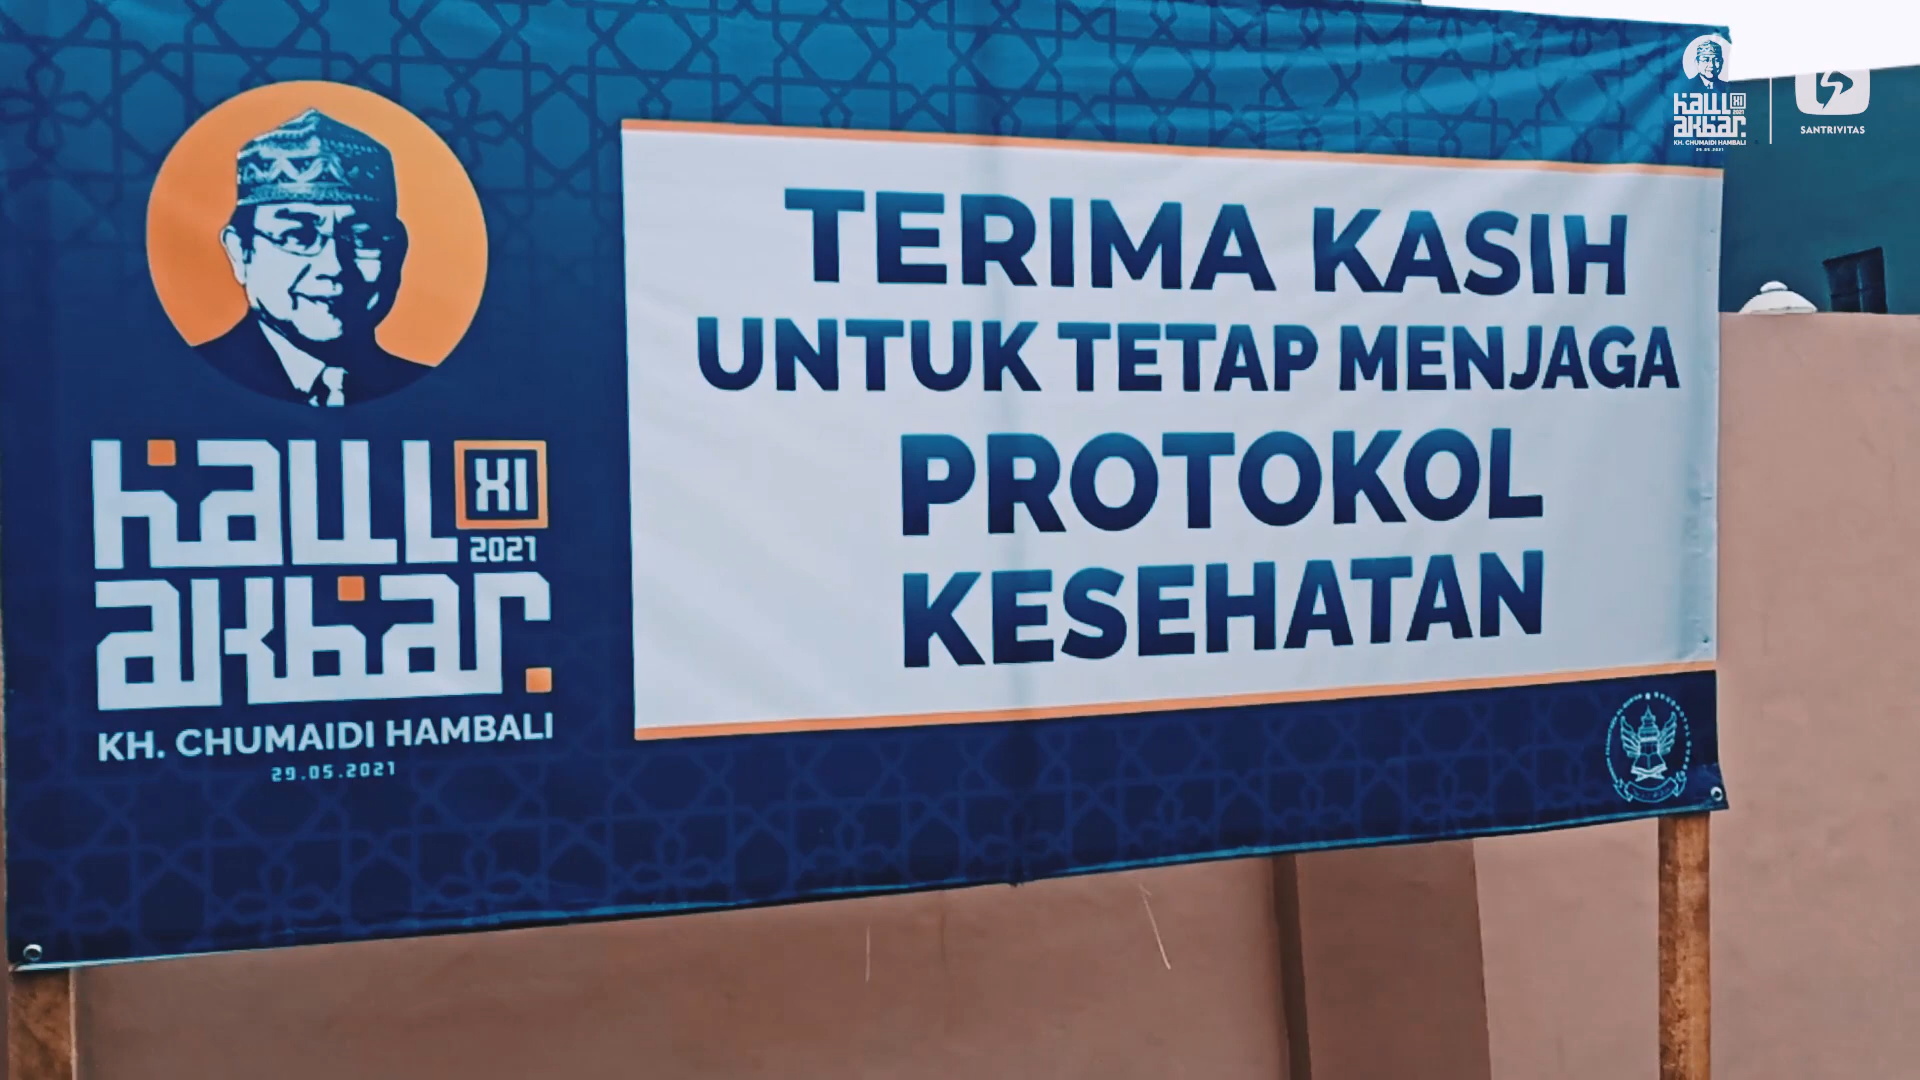 HAUL XI
2021
AKBAR.
KH. CHUMAIDI HAMBALI
29.05.2021
TERIMA KASIH
UNTUK TETAP MENJAGA
PROTOKOL
KESEHATAN
HAUL XI
2021
AKBAR.
KH. CHUMAIDI HAMBALI
29.05.2021
SANTRIVITAS